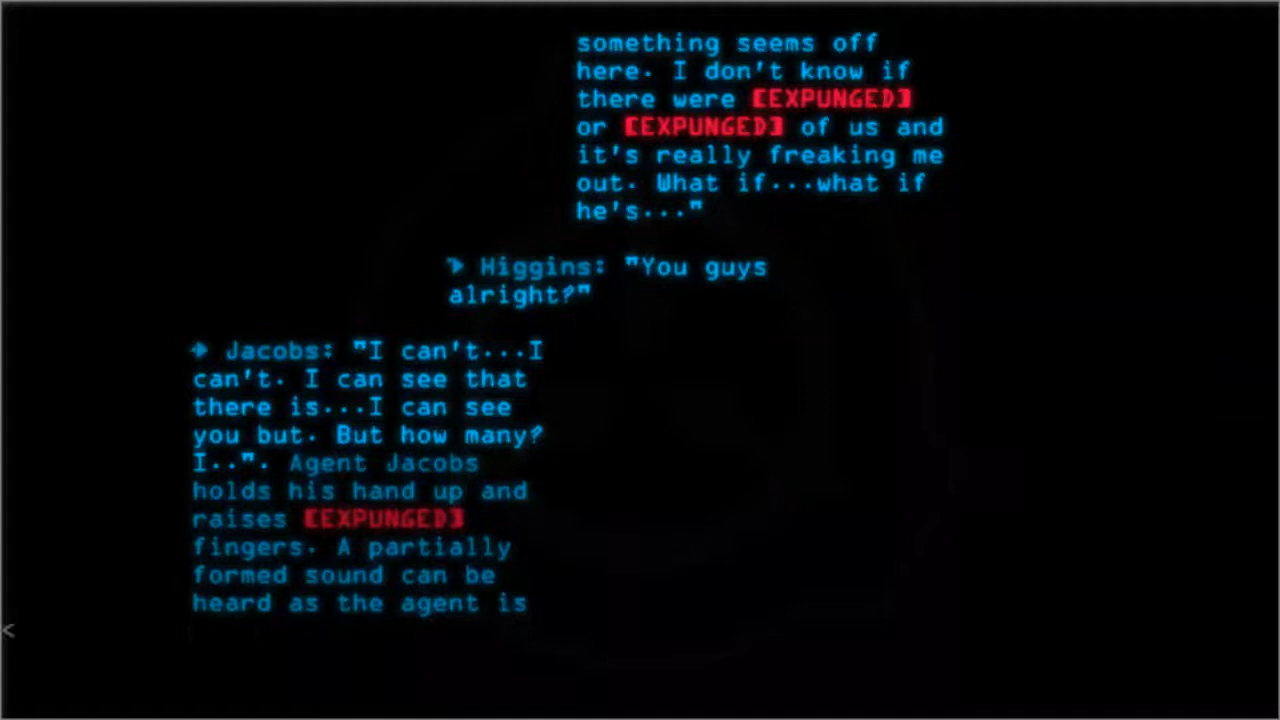 something seems off
here. I don't know if
there were [EXPUNGED]
or [EXPUNGED] of us and
it's really freaking me
out. What if...what if
he's..."
Higgins: "You guys
alright?"
Jacobs: "I can't...I
can't. I can see that
there is...I can see
you but. But how many?
I..". Agent Jacobs
holds his hand up and
raises [EXPUNGED]
fingers. A partially
formed sound can be
heard as the agent is
<